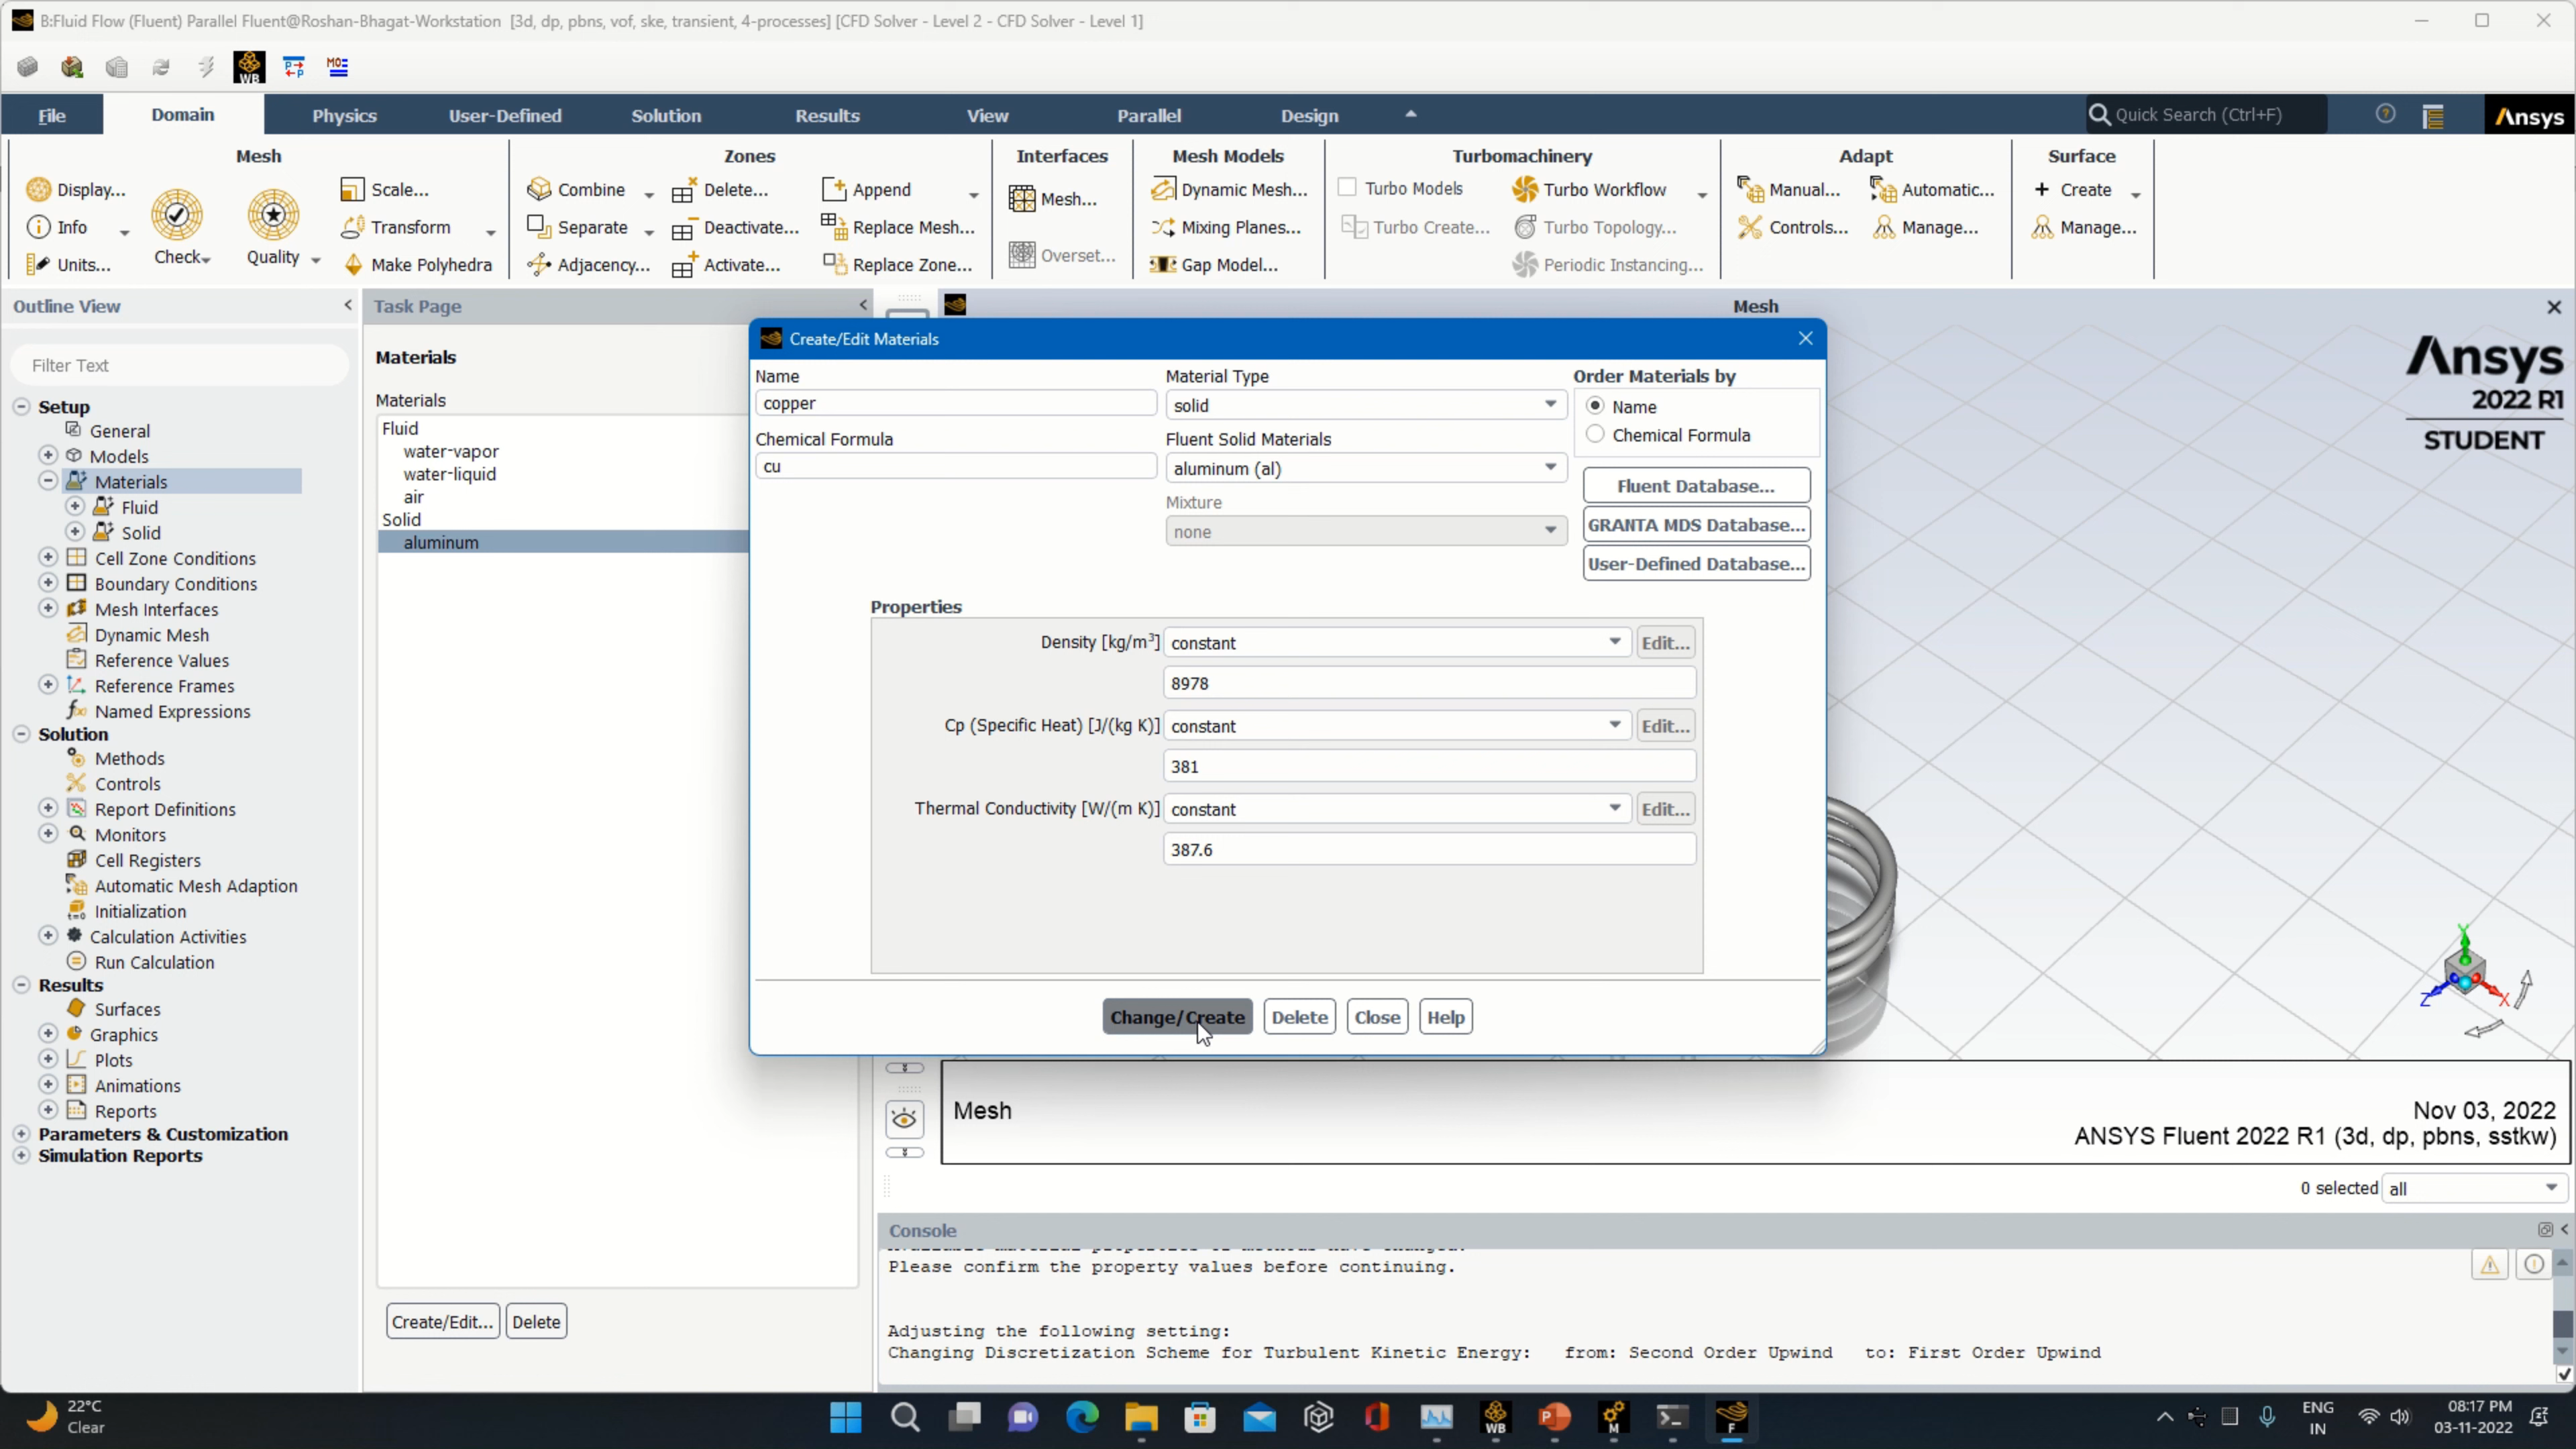 B:Fluid Flow (Fluent) Parallel Fluent@Roshan-Bhagat-Workstation [3d, dp, pbns, vof, ske, transient, 4-processes] [CFD Solver - Level 2 - CFD Solver - Level 1]
WB
File Domain Physics User-Defined Solution Results View Parallel Design Quick Search (Ctrl+F) Ansys
Mesh Zones Interfaces Mesh Models Turbomachinery Adapt Surface
Display... Scale... Combine Delete... Append Mesh... Dynamic Mesh... Turbo Models Turbo Workflow Manual... Automatic... + Create
Info Check Quality Transform Separate Deactivate... Replace Mesh... Overset... Mixing Planes... Turbo Create... Turbo Topology... Controls... Manage... Manage...
Units... Make Polyhedra Adjacency... Activate... Replace Zone... Gap Model... Periodic Instancing...
Outline View
Filter Text
Setup
General
Models
Materials
Fluid
Solid
Cell Zone Conditions
Boundary Conditions
Mesh Interfaces
Dynamic Mesh
Reference Values
Reference Frames
Named Expressions
Solution
Methods
Controls
Report Definitions
Monitors
Cell Registers
Automatic Mesh Adaption
Initialization
Calculation Activities
Run Calculation
Results
Surfaces
Graphics
Plots
Animations
Reports
Parameters & Customization
Simulation Reports
Task Page
Materials
Materials
Fluid
water-vapor
water-liquid
air
Solid
aluminum
Create/Edit... Delete
Mesh
Ansys
2022 R1
STUDENT
Create/Edit Materials
Name
copper
Chemical Formula
cu
Material Type
solid
Fluent Solid Materials
aluminum (al)
Mixture
none
Order Materials by
Name
Chemical Formula
Fluent Database...
GRANTA MDS Database...
User-Defined Database...
Properties
Density [kg/m³] constant Edit...
8978
Cp (Specific Heat) [J/(kg K)] constant Edit...
381
Thermal Conductivity [W/(m K)] constant Edit...
387.6
Change/Create Delete Close Help
Y
Z
X
Mesh
Nov 03, 2022
ANSYS Fluent 2022 R1 (3d, dp, pbns, sstkw)
0 selected all
Console
Please confirm the property values before continuing.
Adjusting the following setting:
Changing Discretization Scheme for Turbulent Kinetic Energy: from: Second Order Upwind to: First Order Upwind
22°C
Clear
WB
M
F
ENG
IN
08:17 PM
03-11-2022